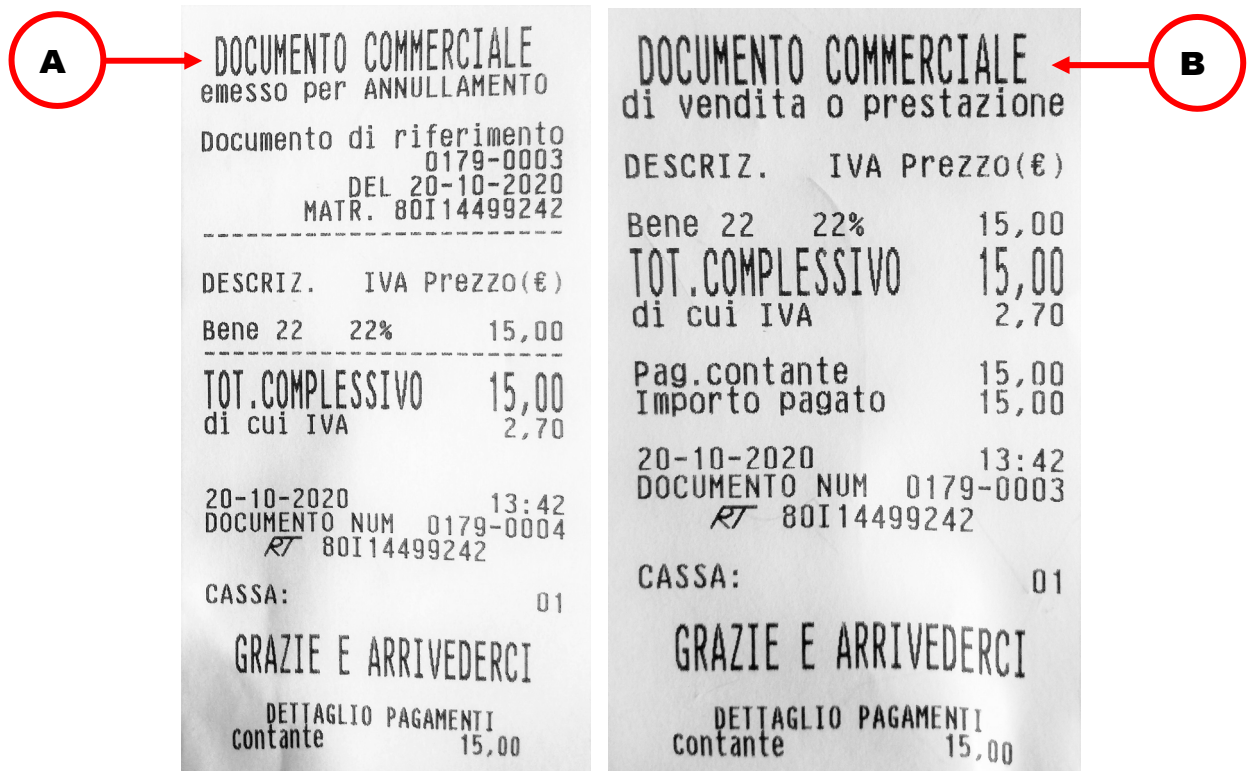 A
DOCUMENTO COMMERCIALE
emesso per ANNULLAMENTO
Documento di riferimento
0179-0003
DEL 20-10-2020
MATR. 80I14499242
DESCRIZ. IVA Prezzo(€)
Bene 22 22% 15,00
TOT.COMPLESSIVO 15,00
di cui IVA 2,70
20-10-2020 13:42
DOCUMENTO NUM 0179-0004
RT 80I14499242
CASSA: 01
GRAZIE E ARRIVEDERCI
DETTAGLIO PAGAMENTI
contante 15,00
B
DOCUMENTO COMMERCIALE
di vendita o prestazione
DESCRIZ. IVA Prezzo(€)
Bene 22 22% 15,00
TOT.COMPLESSIVO 15,00
di cui IVA 2,70
Pag.contante 15,00
Importo pagato 15,00
20-10-2020 13:42
DOCUMENTO NUM 0179-0003
RT 80I14499242
CASSA: 01
GRAZIE E ARRIVEDERCI
DETTAGLIO PAGAMENTI
contante 15,00